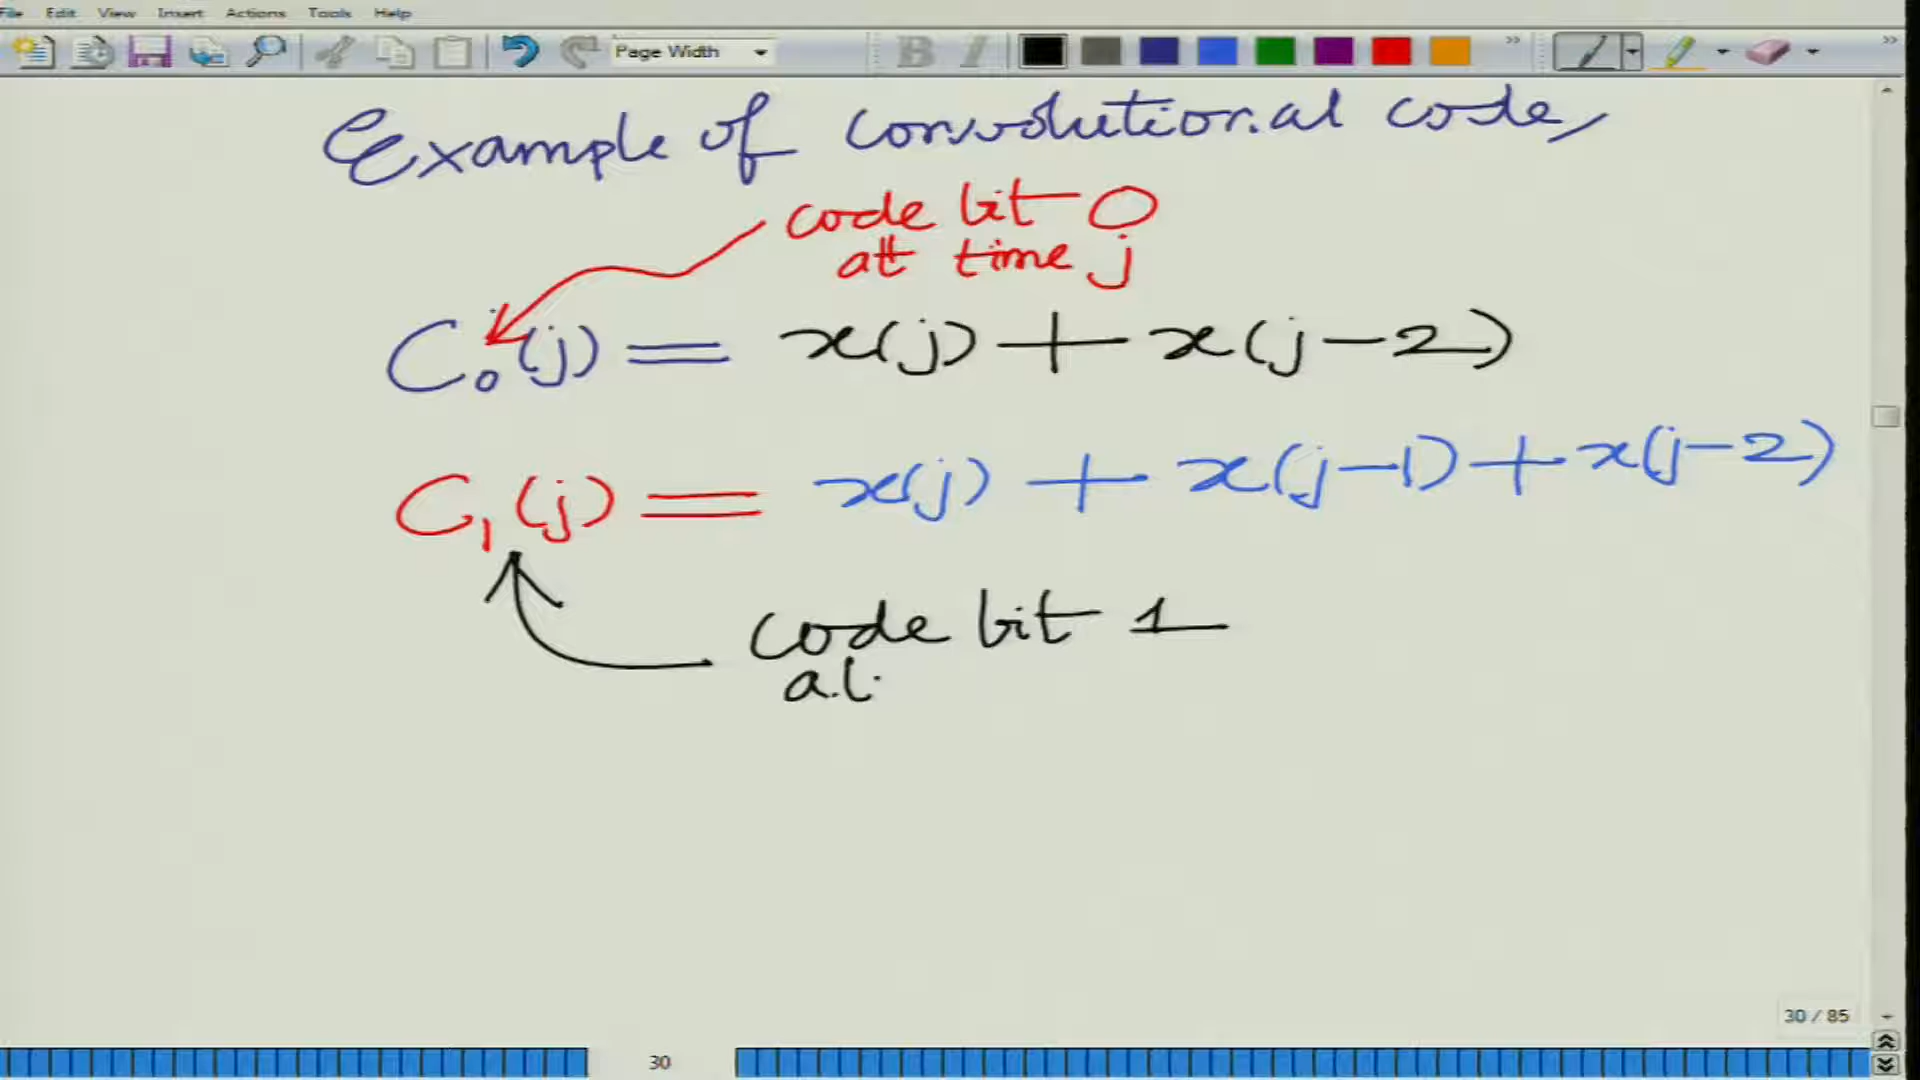 File Edit View Insert Actions Tools Help
Page Width
B I
Example of convolutional code,
code bit 0
at time j
C₀(j) = x(j) + x(j-2)
C₁(j) = x(j) + x(j-1) + x(j-2)
code bit 1
at
30 / 85
30